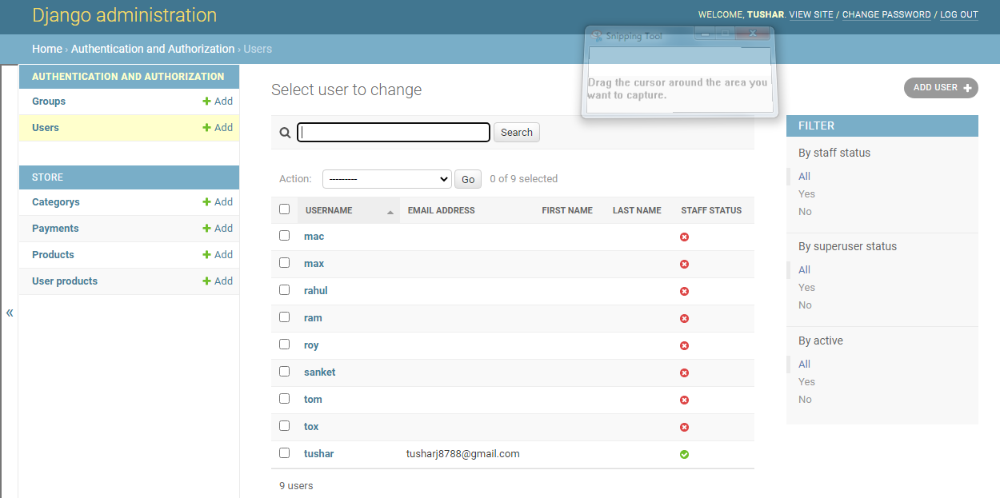 Django administration
WELCOME, TUSHAR. VIEW SITE / CHANGE PASSWORD / LOG OUT
Snipping Tool
Drag the cursor around the area you
want to capture.
Home › Authentication and Authorization › Users
AUTHENTICATION AND AUTHORIZATION
Groups + Add
Users + Add
STORE
Categorys + Add
Payments + Add
Products + Add
User products + Add
«
Select user to change
ADD USER +
Search
Action: --------- Go 0 of 9 selected
USERNAME EMAIL ADDRESS FIRST NAME LAST NAME STAFF STATUS
mac
max
rahul
ram
roy
sanket
tom
tox
tushar tusharj8788@gmail.com
9 users
FILTER
By staff status
All
Yes
No
By superuser status
All
Yes
No
By active
All
Yes
No